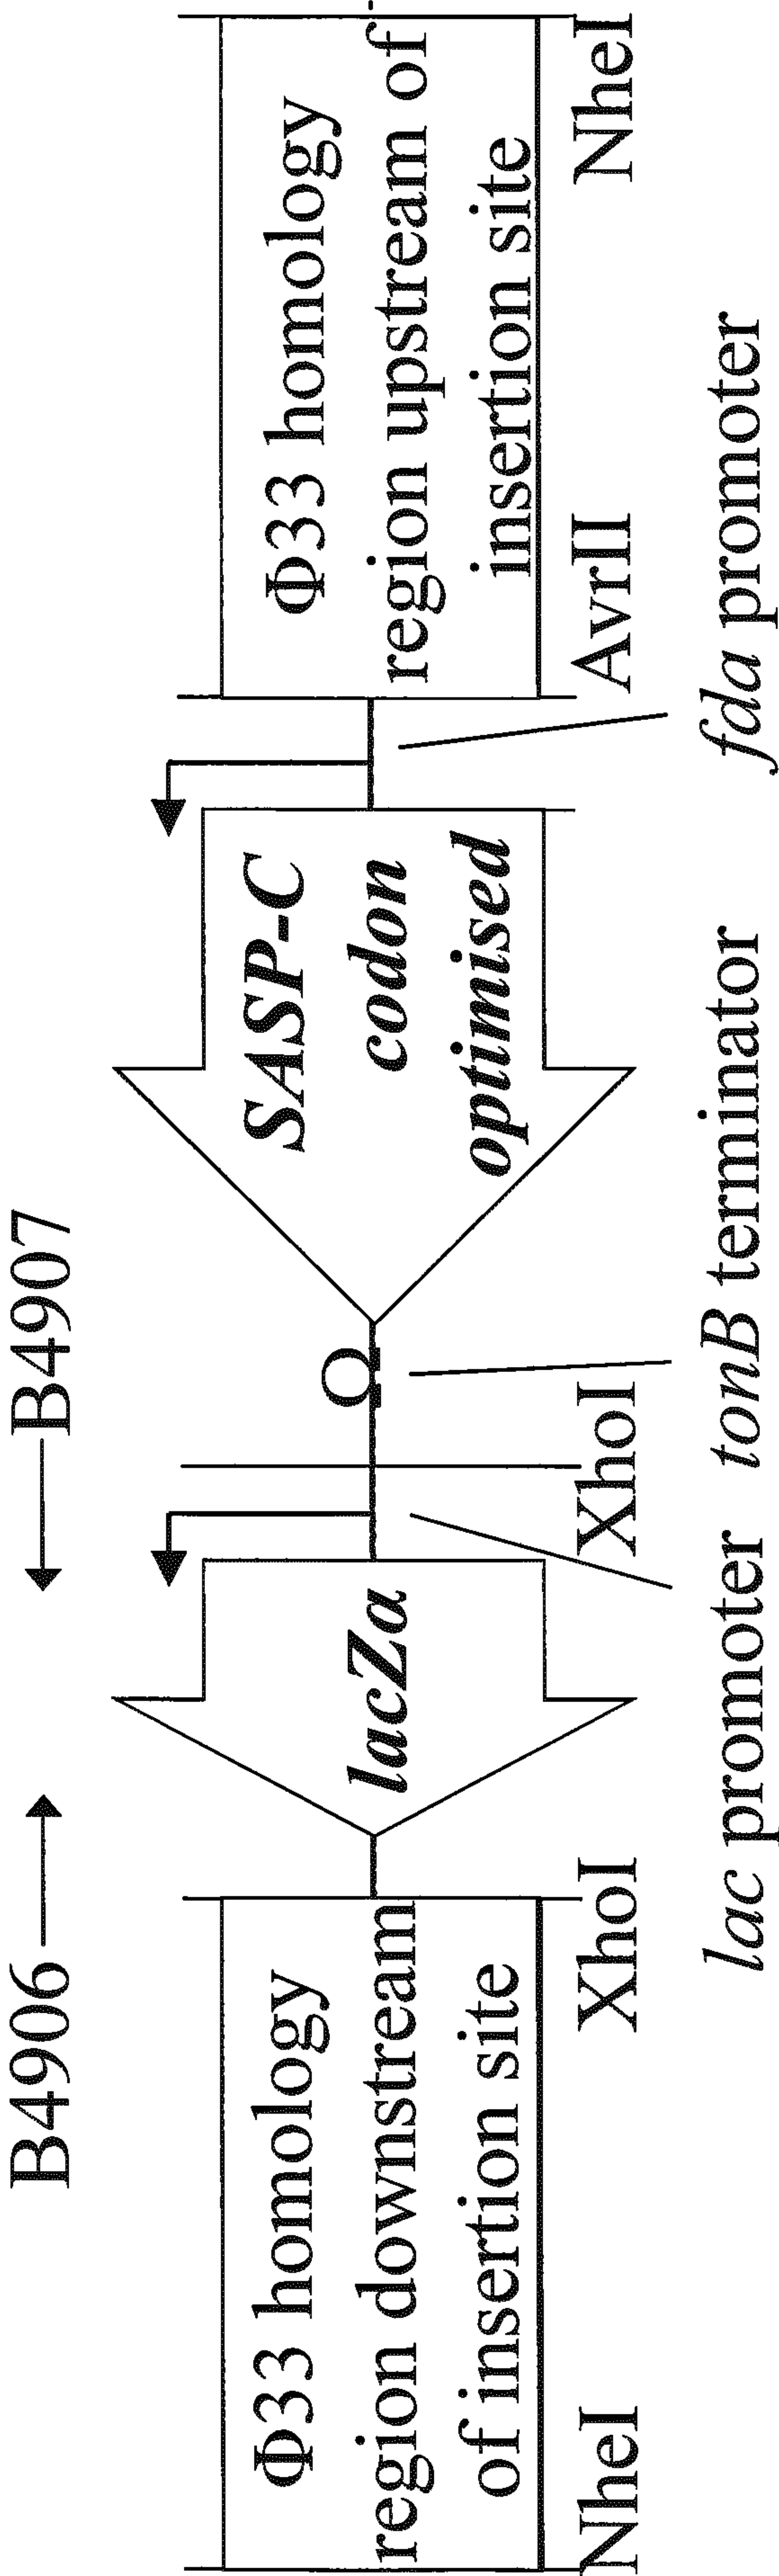 B4906
B4907
Φ33 homology
region downstream
of insertion site
lacZa
Ω
SASP-C
codon
optimised
Φ33 homology
region upstream of
insertion site
NheI
XhoI
XhoI
AvrII
NheI
lac promoter
tonB terminator
fda promoter